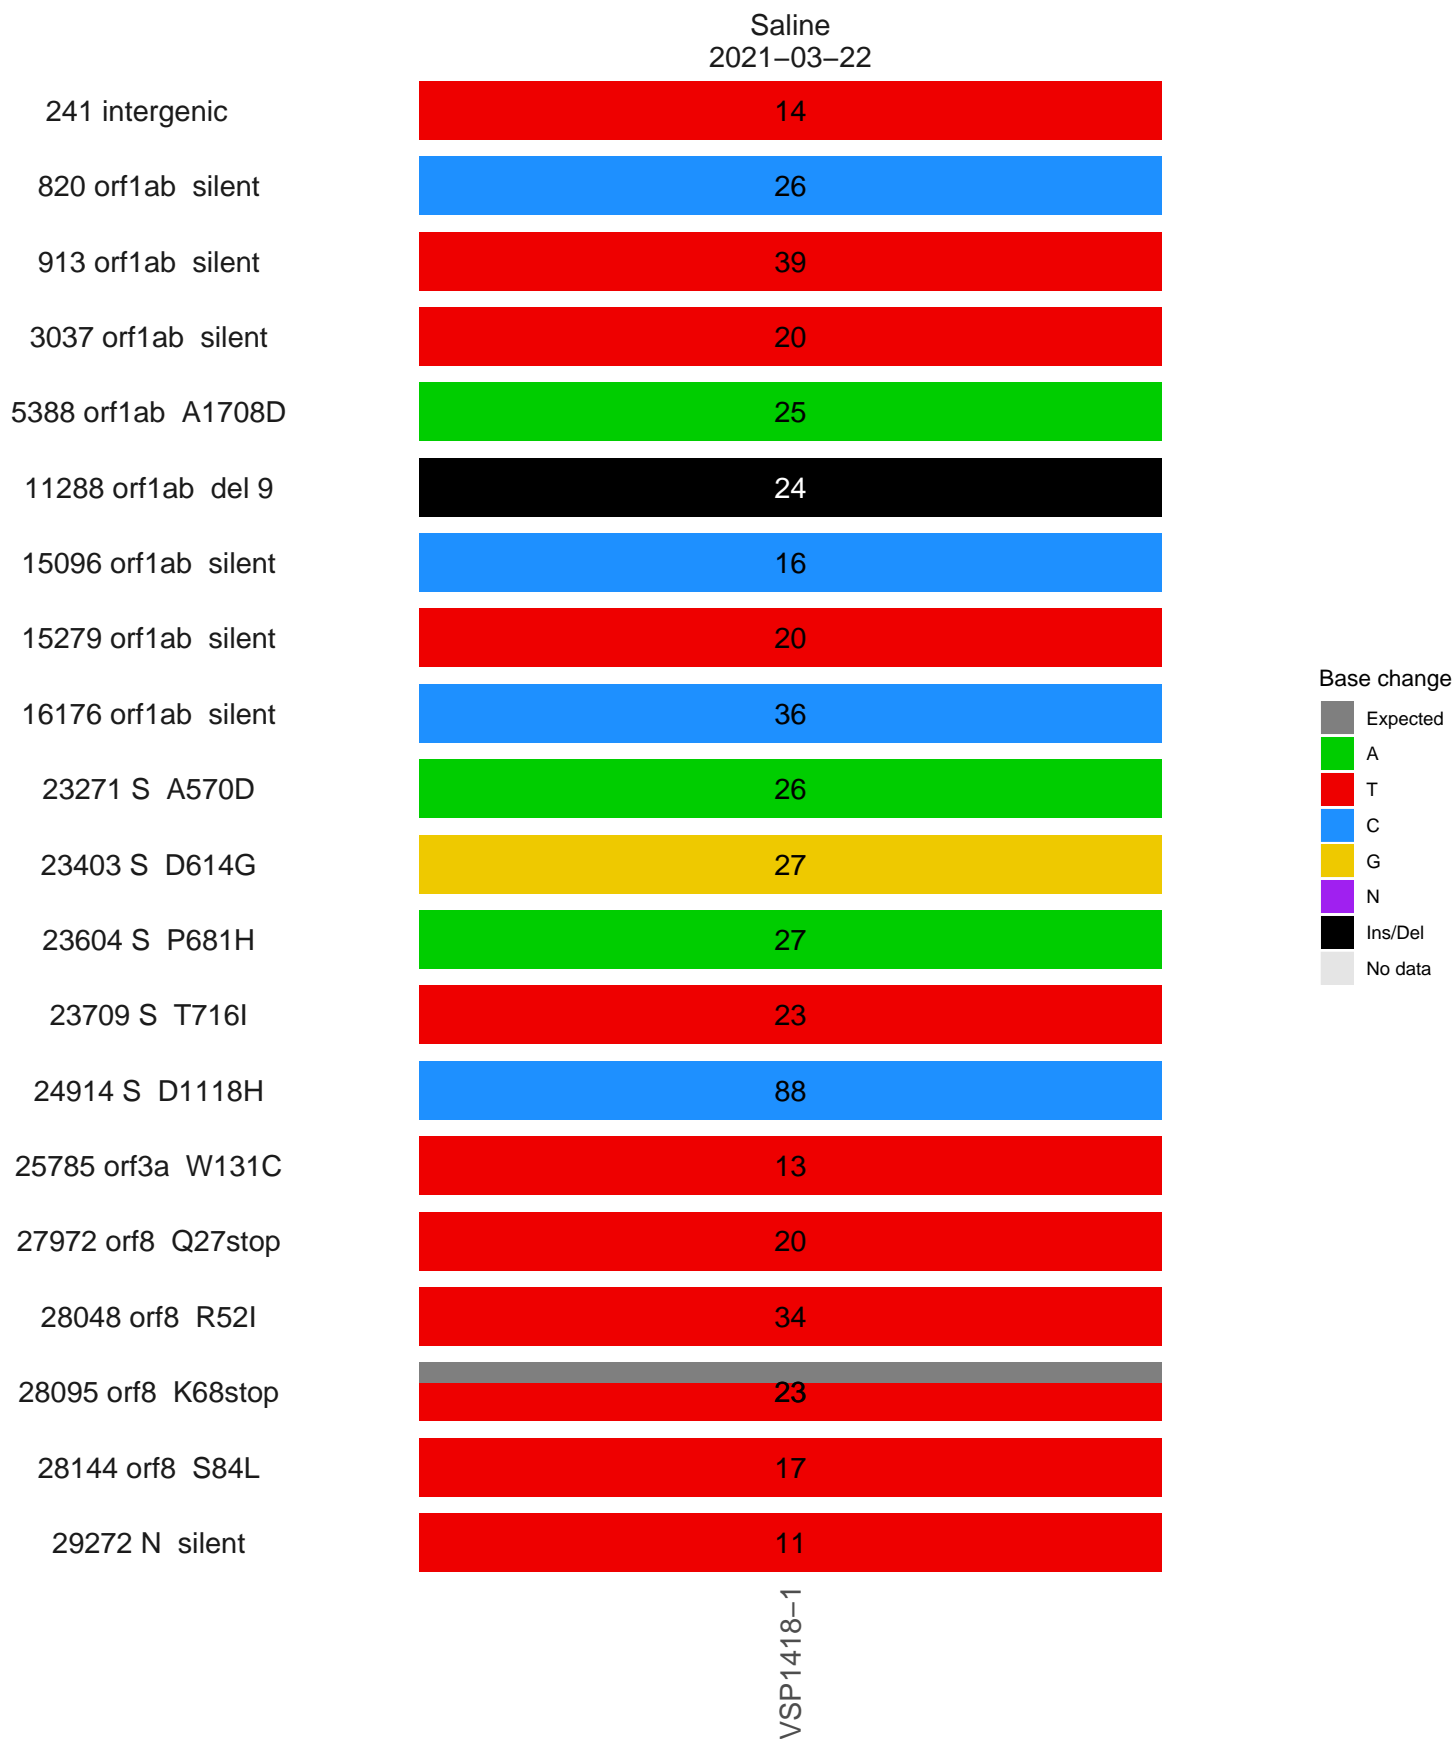 Saline
2021–03–22
241 intergenic 14
820 orf1ab silent 26
913 orf1ab silent 39
3037 orf1ab silent 20
5388 orf1ab A1708D 25
11288 orf1ab del 9 24
15096 orf1ab silent 16
15279 orf1ab silent 20
16176 orf1ab silent 36
23271 S A570D 26
23403 S D614G 27
23604 S P681H 27
23709 S T716I 23
24914 S D1118H 88
25785 orf3a W131C 13
27972 orf8 Q27stop 20
28048 orf8 R52I 34
28095 orf8 K68stop 23
28144 orf8 S84L 17
29272 N silent 11
VSP1418–1
Base change
Expected
A
T
C
G
N
Ins/Del
No data